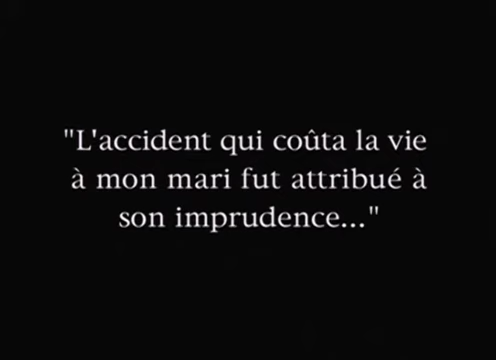 "L'accident qui coûta la vie
à mon mari fut attribué à
son imprudence..."